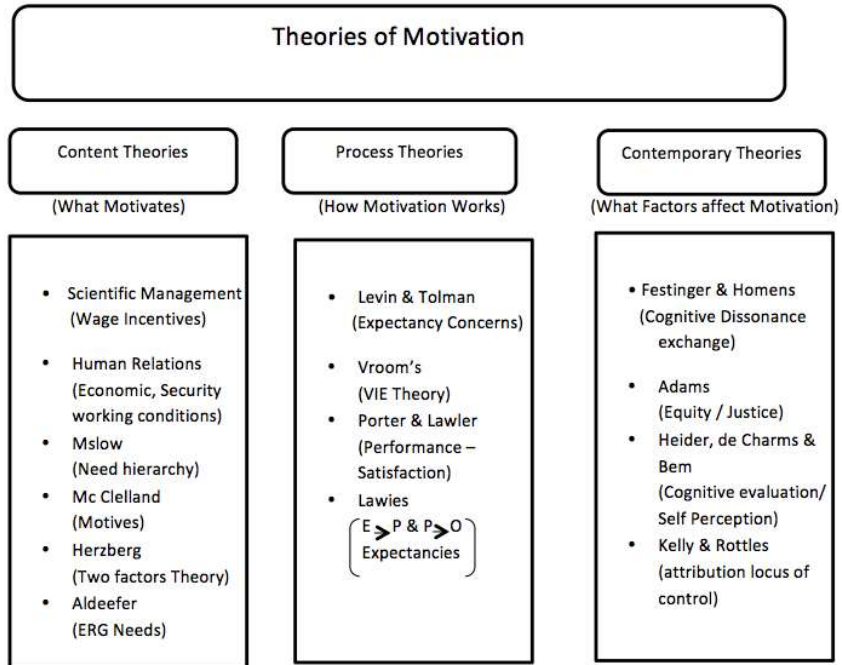 Theories of Motivation
Content Theories
(What Motivates)
• Scientific Management
(Wage Incentives)
• Human Relations
(Economic, Security
working conditions)
• Mslow
(Need hierarchy)
• Mc Clelland
(Motives)
• Herzberg
(Two factors Theory)
• Aldeefer
(ERG Needs)
Process Theories
(How Motivation Works)
• Levin & Tolman
(Expectancy Concerns)
• Vroom’s
(VIE Theory)
• Porter & Lawler
(Performance –
Satisfaction)
• Lawies
(E > P & P > O
Expectancies)
Contemporary Theories
(What Factors affect Motivation)
• Festinger & Homens
(Cognitive Dissonance
exchange)
• Adams
(Equity / Justice)
• Heider, de Charms &
Bem
(Cognitive evaluation/
Self Perception)
• Kelly & Rottles
(attribution locus of
control)